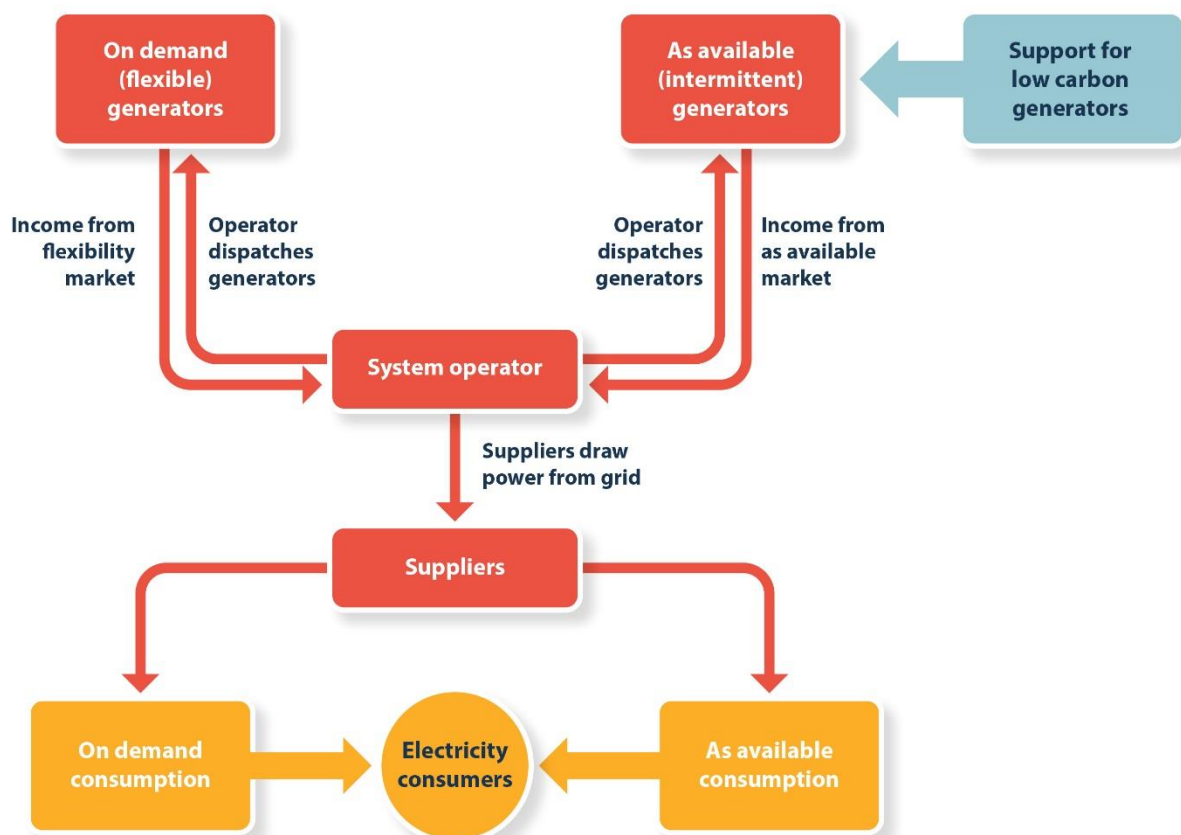 On demand
(flexible)
generators
As available
(intermittent)
generators
Support for
low carbon
generators
Income from
flexibility
market
Operator
dispatches
generators
Operator
dispatches
generators
Income from
as available
market
System operator
Suppliers draw
power from grid
Suppliers
On demand
consumption
Electricity
consumers
As available
consumption